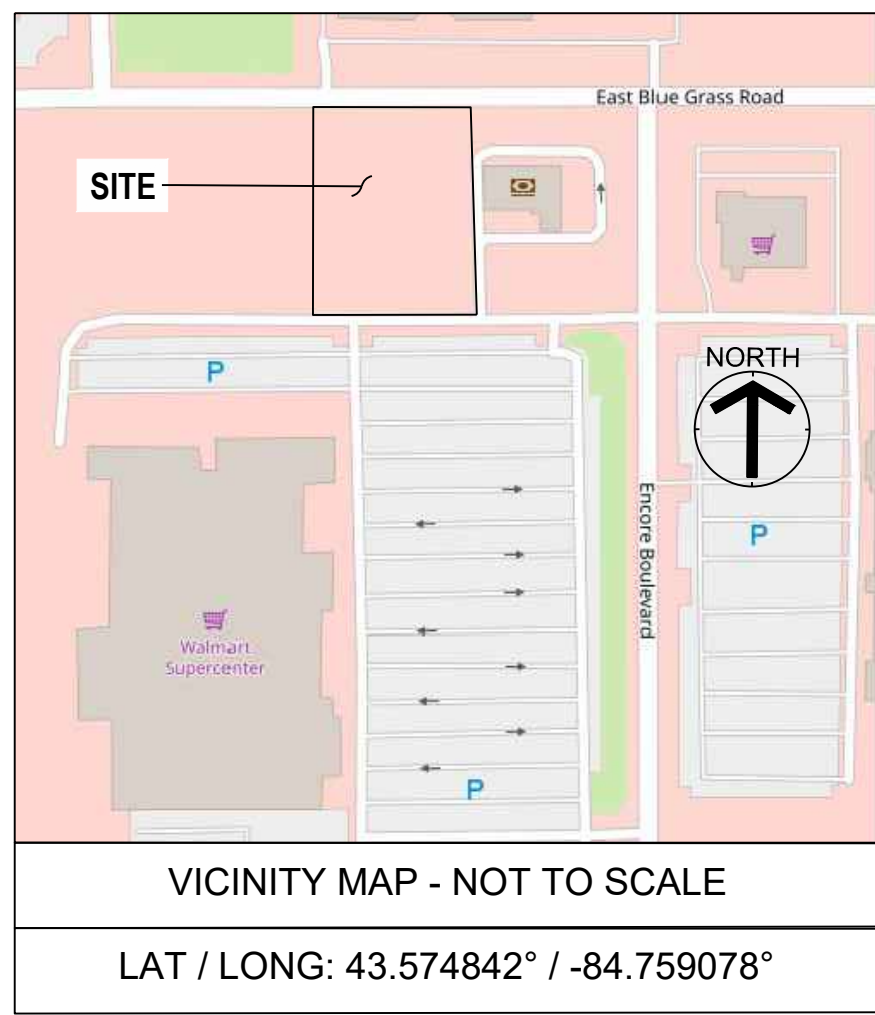 East Blue Grass Road
SITE
P
NORTH
Encore Boulevard
P
Walmart
Supercenter
P
VICINITY MAP - NOT TO SCALE
LAT / LONG: 43.574842° / -84.759078°